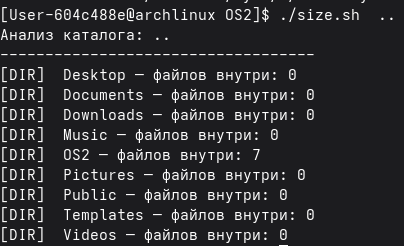 [User-604c488e@archlinux OS2]$ ./size.sh  ..
Анализ каталога: ..
-----------------------------------
[DIR]  Desktop — файлов внутри: 0
[DIR]  Documents — файлов внутри: 0
[DIR]  Downloads — файлов внутри: 0
[DIR]  Music — файлов внутри: 0
[DIR]  OS2 — файлов внутри: 7
[DIR]  Pictures — файлов внутри: 0
[DIR]  Public — файлов внутри: 0
[DIR]  Templates — файлов внутри: 0
[DIR]  Videos — файлов внутри: 0